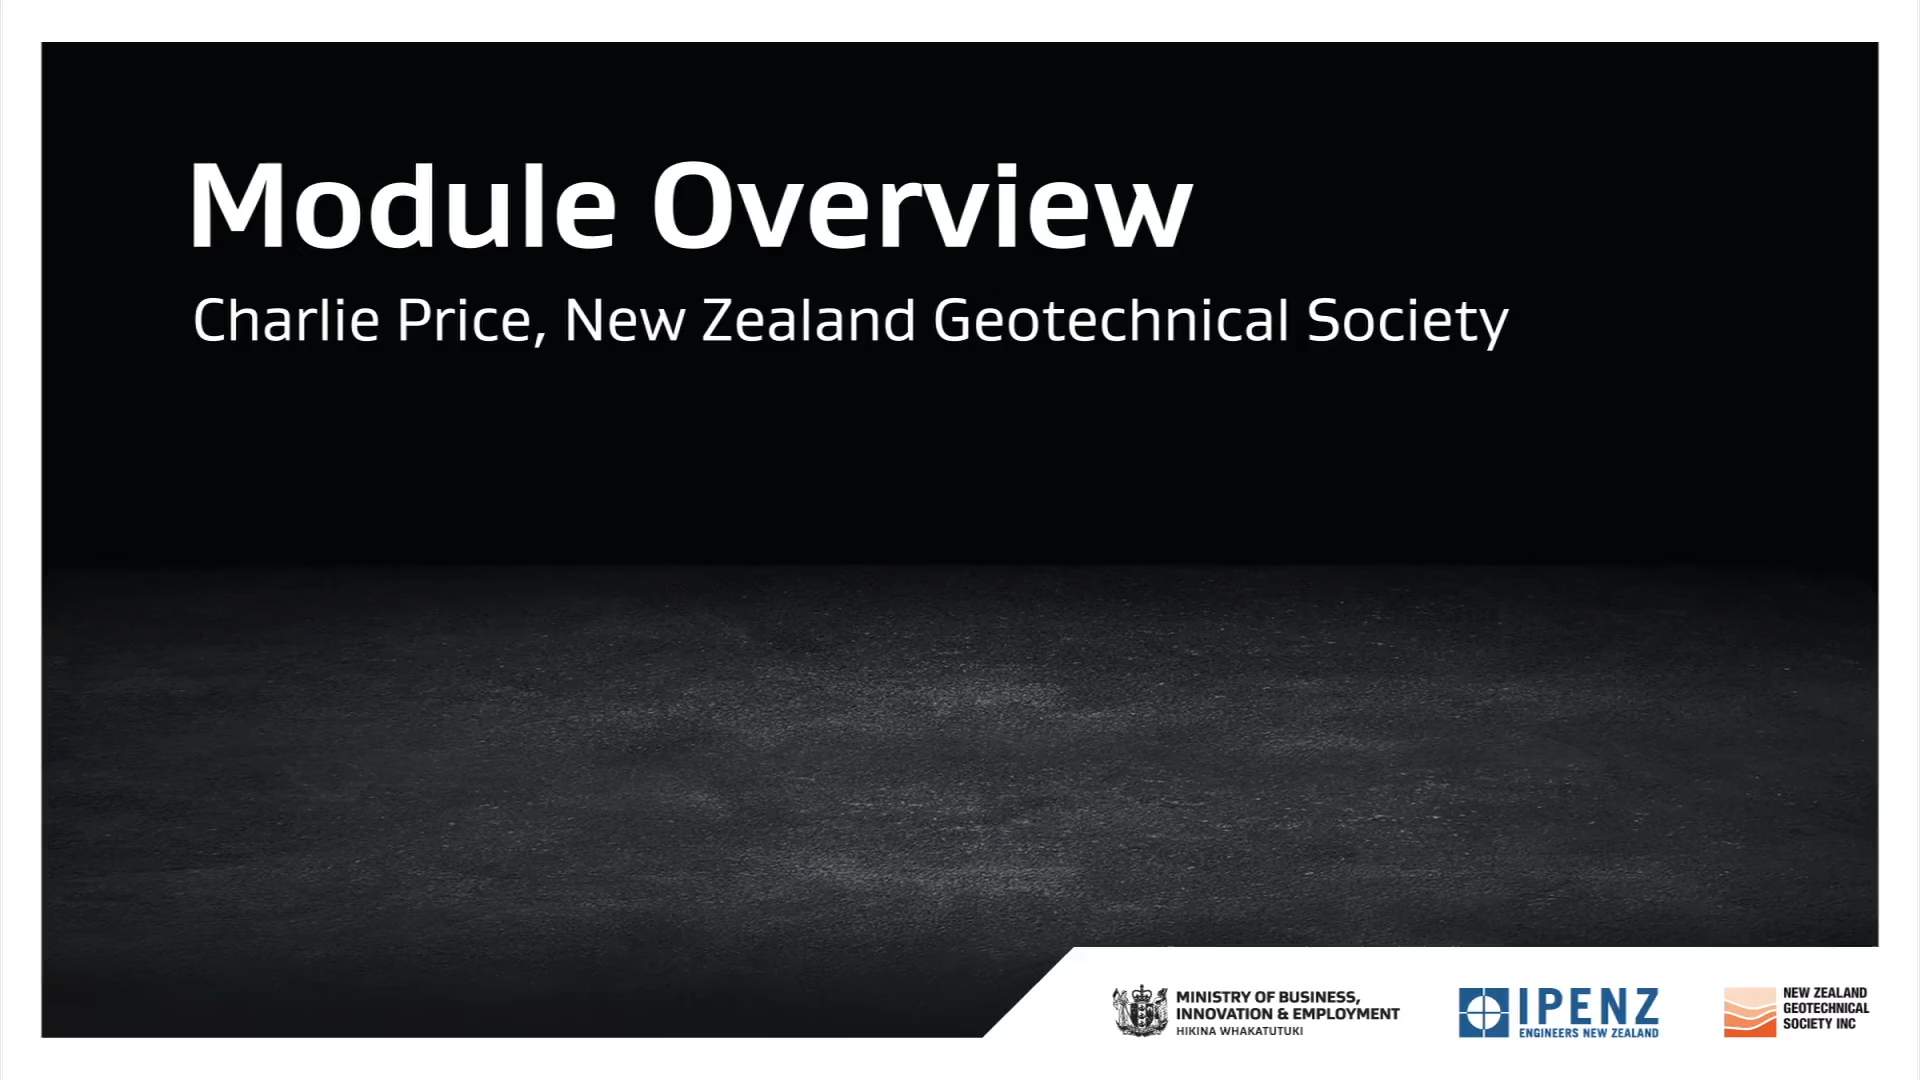 Module Overview
Charlie Price, New Zealand Geotechnical Society
MINISTRY OF BUSINESS,
INNOVATION & EMPLOYMENT
HIKINA WHAKATUTUKI
IPENZ
ENGINEERS NEW ZEALAND
NEW ZEALAND
GEOTECHNICAL
SOCIETY INC